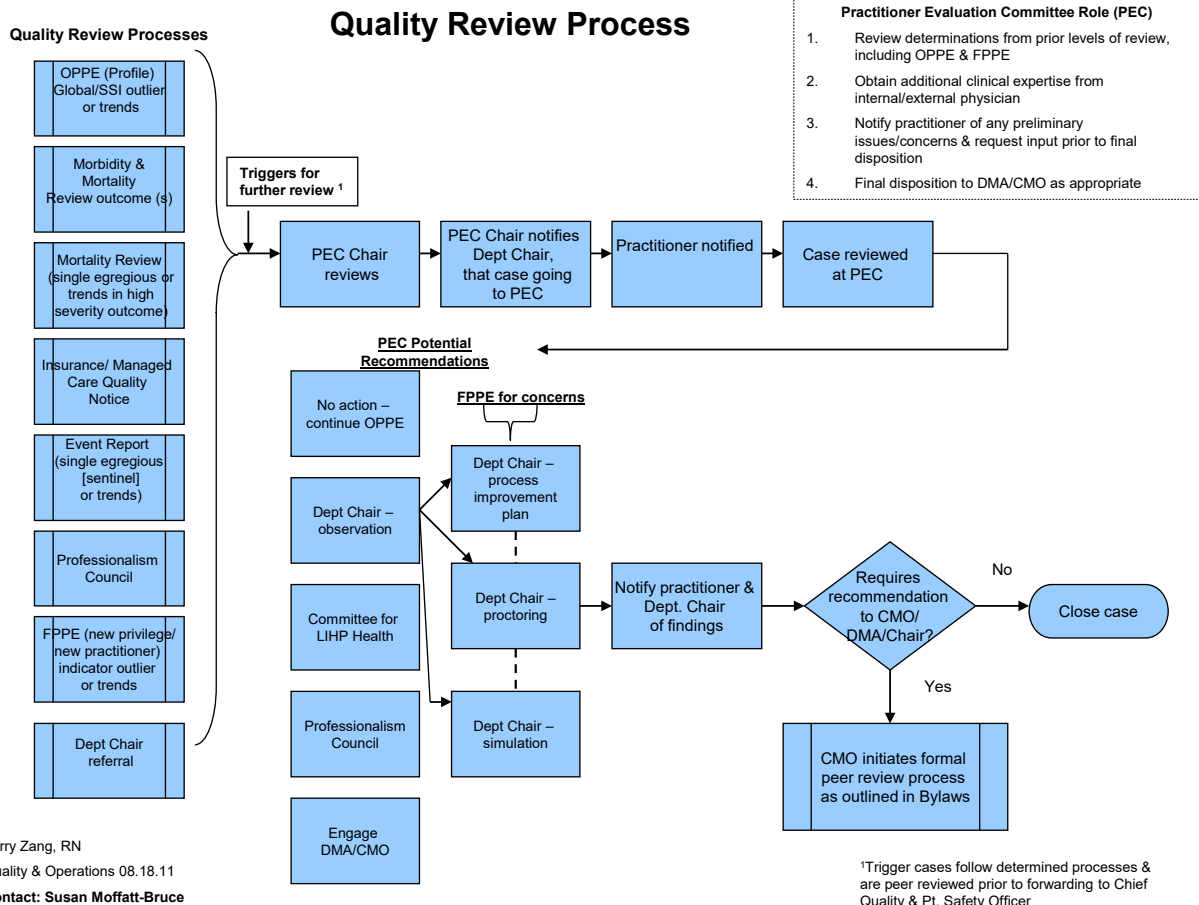 Quality Review Process
Quality Review Processes
OPPE (Profile)
Global/SSI outlier
or trends
Morbidity &
Mortality
Review outcome (s)
Mortality Review
(single egregious or
trends in high
severity outcome)
Insurance/ Managed
Care Quality
Notice
Event Report
(single egregious
[sentinel]
or trends)
Professionalism
Council
FPPE (new privilege/
new practitioner)
indicator outlier
or trends
Dept Chair
referral
Triggers for
further review ¹
PEC Chair
reviews
PEC Chair notifies
Dept Chair,
that case going
to PEC
Practitioner notified
Case reviewed
at PEC
Practitioner Evaluation Committee Role (PEC)
1. Review determinations from prior levels of review,
including OPPE & FPPE
2. Obtain additional clinical expertise from
internal/external physician
3. Notify practitioner of any preliminary
issues/concerns & request input prior to final
disposition
4. Final disposition to DMA/CMO as appropriate
PEC Potential
Recommendations
No action –
continue OPPE
Dept Chair –
observation
Committee for
LIHP Health
Professionalism
Council
Engage
DMA/CMO
FPPE for concerns
Dept Chair –
process
improvement
plan
Dept Chair –
proctoring
Dept Chair –
simulation
Notify practitioner &
Dept. Chair
of findings
Requires
recommendation
to CMO/
DMA/Chair?
No
Close case
Yes
CMO initiates formal
peer review process
as outlined in Bylaws
rry Zang, RN
uality & Operations 08.18.11
ontact: Susan Moffatt-Bruce
¹Trigger cases follow determined processes &
are peer reviewed prior to forwarding to Chief
Quality & Pt. Safety Officer